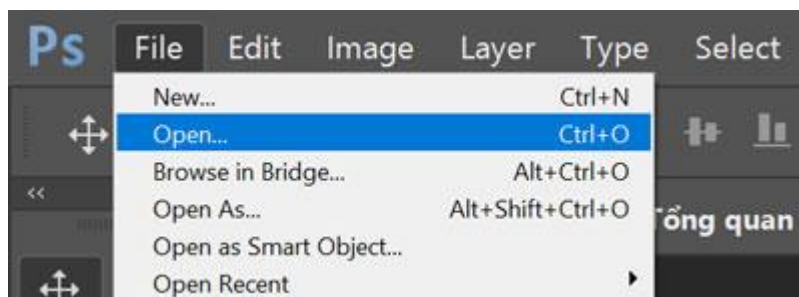 Ps File Edit Image Layer Type Select
New... Ctrl+N
Open... Ctrl+O
Browse in Bridge... Alt+Ctrl+O
Open As... Alt+Shift+Ctrl+O
Tổng quan
Open as Smart Object...
Open Recent